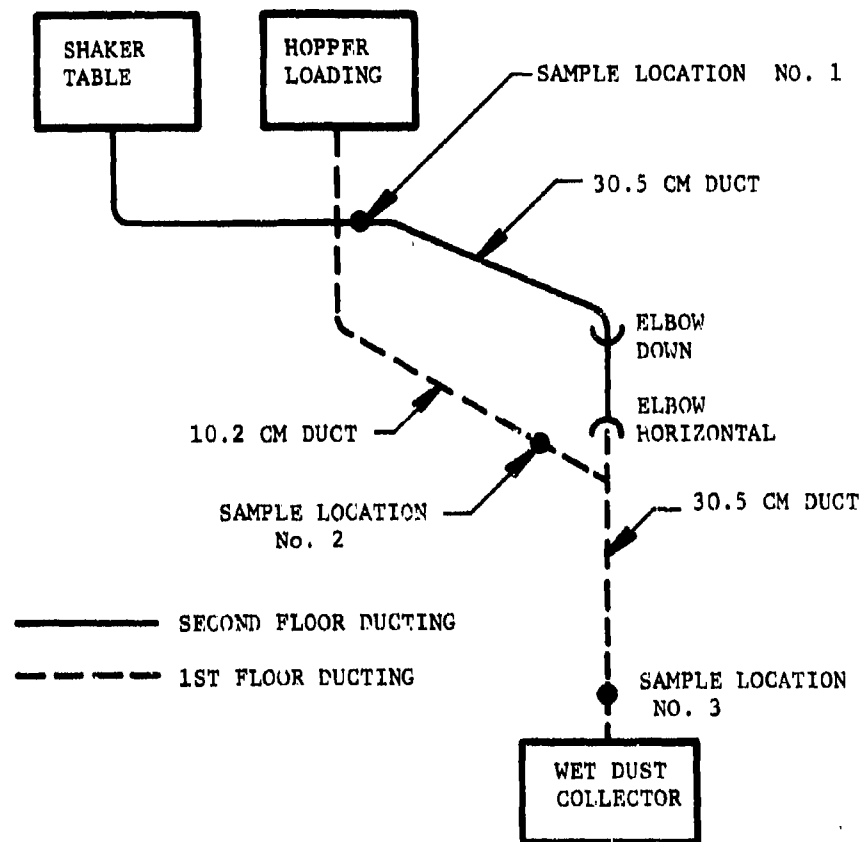 SHAKER
TABLE
HOPPER
LOADING
SAMPLE LOCATION NO. 1
30.5 CM DUCT
ELBOW
DOWN
ELBOW
HORIZONTAL
10.2 CM DUCT
SAMPLE LOCATION
No. 2
30.5 CM DUCT
SECOND FLOOR DUCTING
1ST FLOOR DUCTING
SAMPLE LOCATION
NO. 3
WET DUST
COLLECTOR